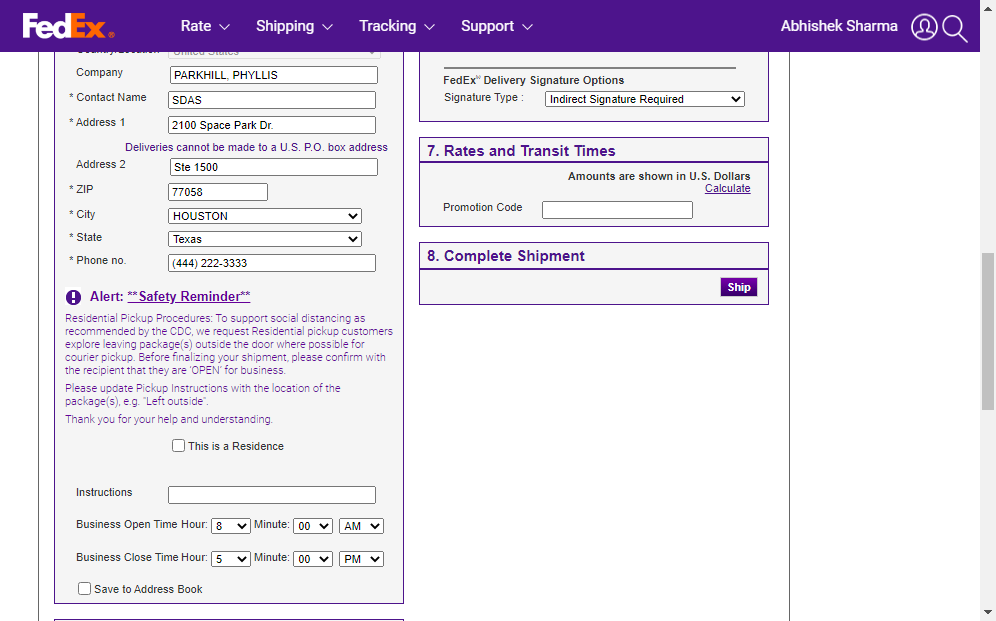 FedEx®
Rate
Shipping
Tracking
Support
Abhishek Sharma
Country/Location United States
Company PARKHILL, PHYLLIS
* Contact Name SDAS
* Address 1 2100 Space Park Dr.
Deliveries cannot be made to a U.S. P.O. box address
Address 2 Ste 1500
* ZIP 77058
* City HOUSTON
* State Texas
* Phone no. (444) 222-3333
Alert: **Safety Reminder**
Residential Pickup Procedures: To support social distancing as
recommended by the CDC, we request Residential pickup customers
explore leaving package(s) outside the door where possible for
courier pickup. Before finalizing your shipment, please confirm with
the recipient that they are 'OPEN' for business.
Please update Pickup Instructions with the location of the
package(s), e.g. "Left outside".
Thank you for your help and understanding.
This is a Residence
Instructions
Business Open Time Hour: 8 Minute: 00 AM
Business Close Time Hour: 5 Minute: 00 PM
Save to Address Book
FedEx® Delivery Signature Options
Signature Type : Indirect Signature Required
7. Rates and Transit Times
Amounts are shown in U.S. Dollars
Calculate
Promotion Code
8. Complete Shipment
Ship